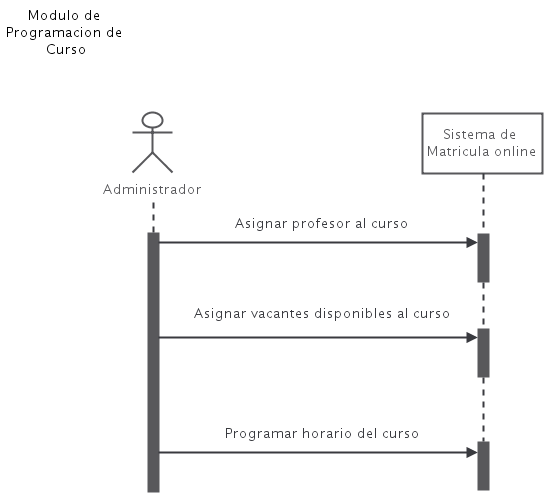 Modulo de
Programacion de
Curso
Sistema de
Matricula online
Administrador
Asignar profesor al curso
Asignar vacantes disponibles al curso
Programar horario del curso